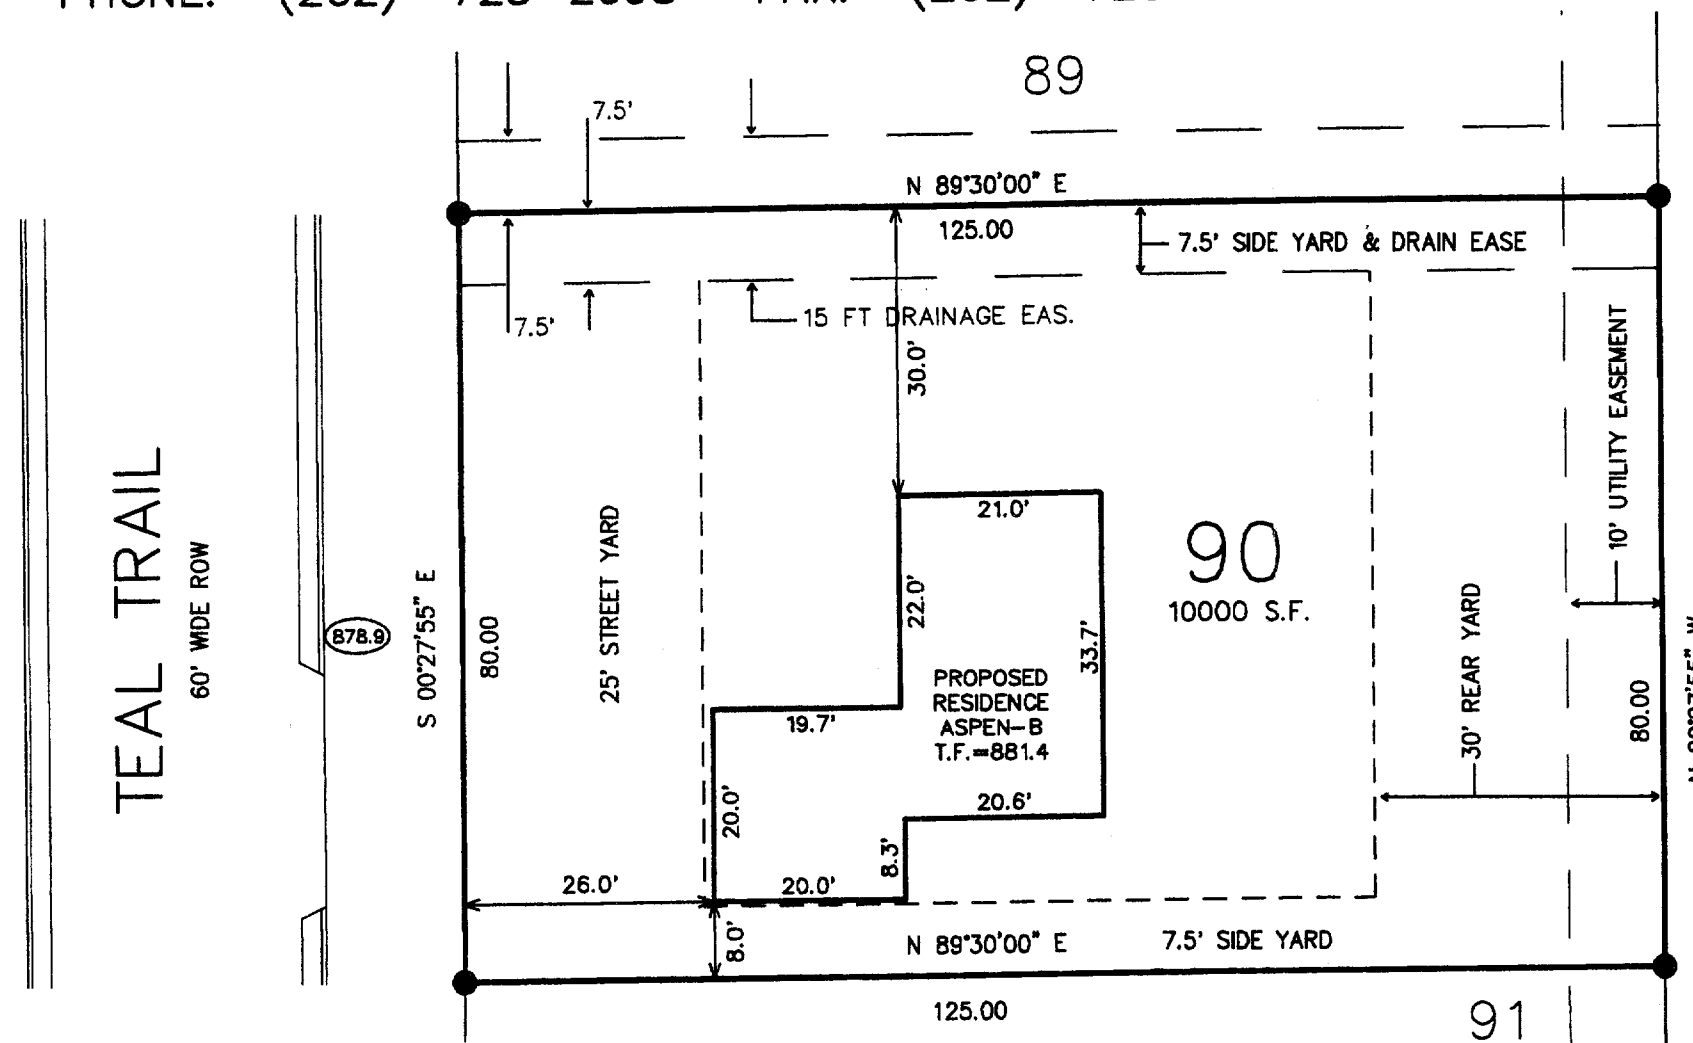 89
7.5'
N 89°30'00" E
125.00
7.5' SIDE YARD & DRAIN EASE
15 FT DRAINAGE EAS.
7.5'
30.0'
10' UTILITY EASEMENT
TEAL TRAIL
60' WIDE ROW
878.9
S 00°27'55" E
80.00
25' STREET YARD
21.0'
22.0'
33.7'
90
10000 S.F.
PROPOSED
RESIDENCE
ASPEN-B
T.F.=881.4
19.7'
20.0'
20.6'
8.3'
20.0'
26.0'
8.0'
30' REAR YARD
80.00
N 89°30'00" E
7.5' SIDE YARD
125.00
91